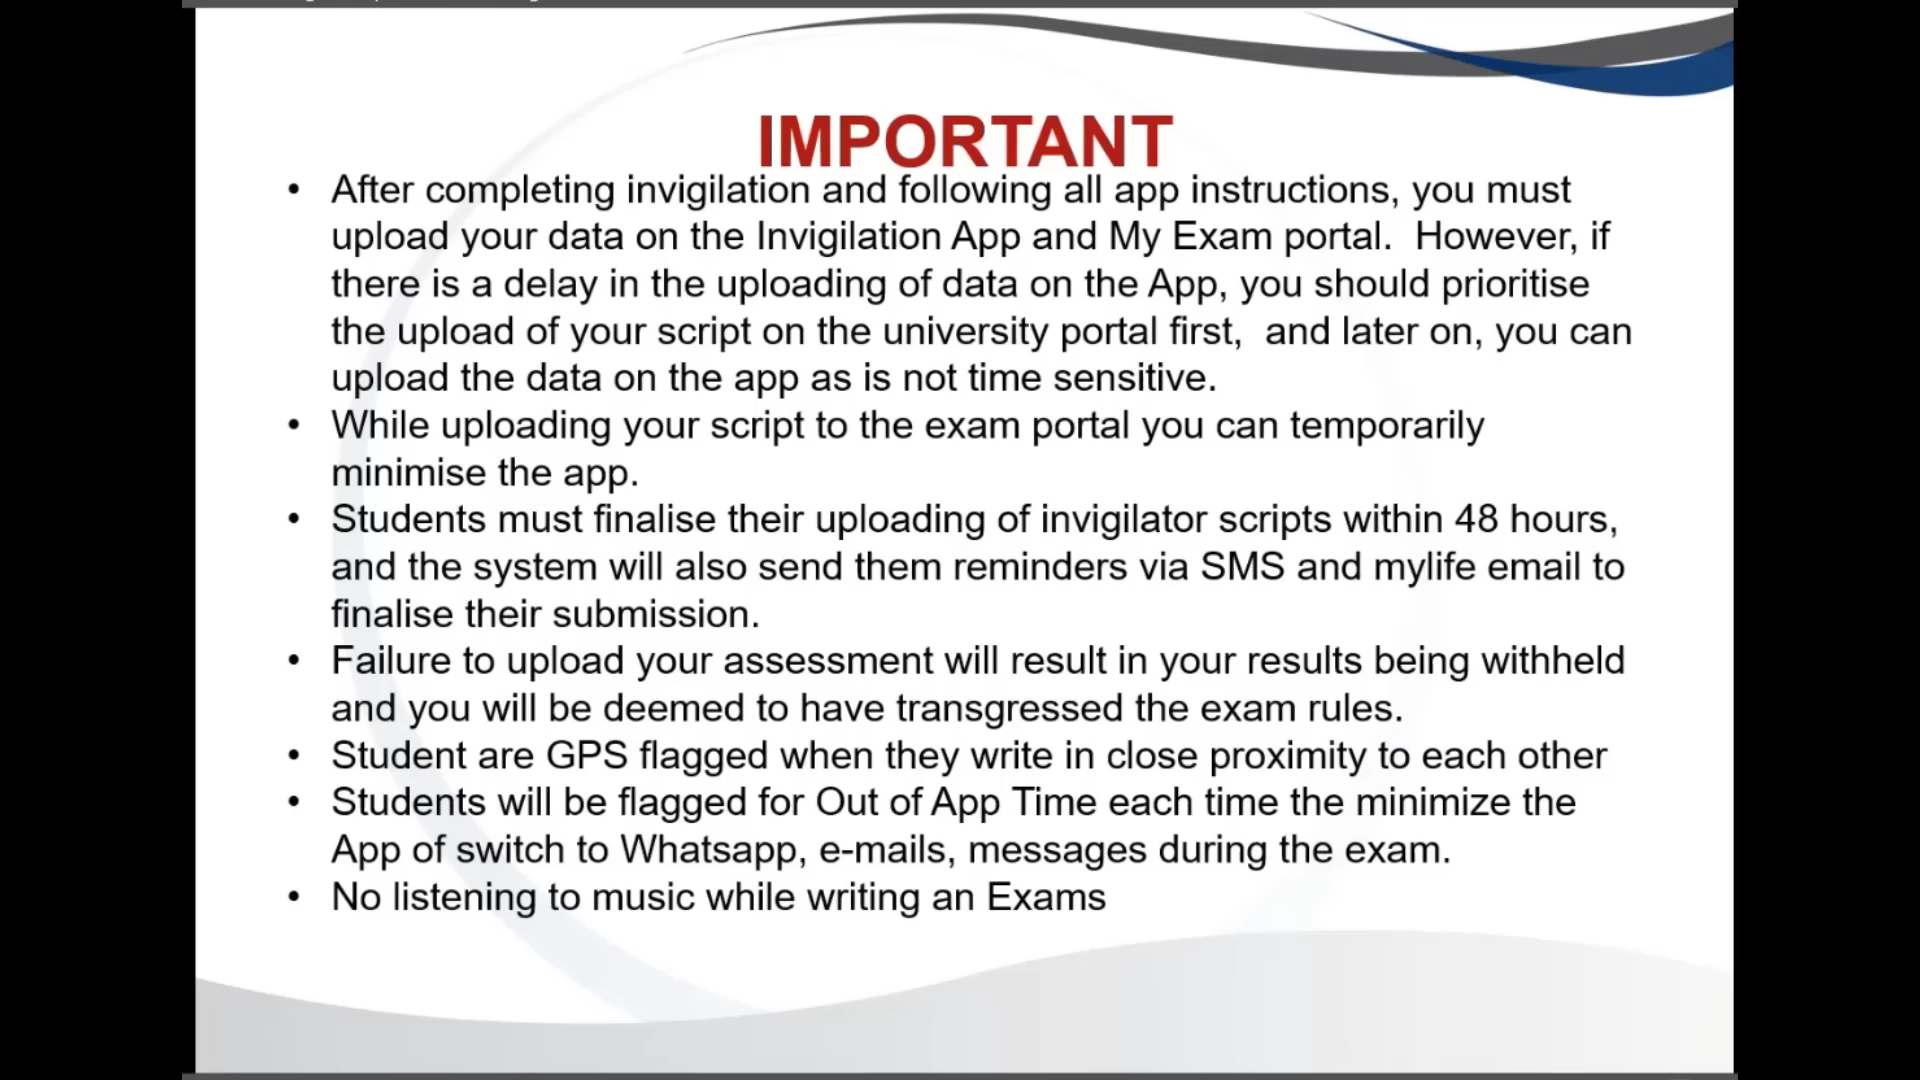 IMPORTANT
• After completing invigilation and following all app instructions, you must
upload your data on the Invigilation App and My Exam portal.  However, if
there is a delay in the uploading of data on the App, you should prioritise
the upload of your script on the university portal first,  and later on, you can
upload the data on the app as is not time sensitive.
• While uploading your script to the exam portal you can temporarily
minimise the app.
• Students must finalise their uploading of invigilator scripts within 48 hours,
and the system will also send them reminders via SMS and mylife email to
finalise their submission.
• Failure to upload your assessment will result in your results being withheld
and you will be deemed to have transgressed the exam rules.
• Student are GPS flagged when they write in close proximity to each other
• Students will be flagged for Out of App Time each time the minimize the
App of switch to Whatsapp, e-mails, messages during the exam.
• No listening to music while writing an Exams